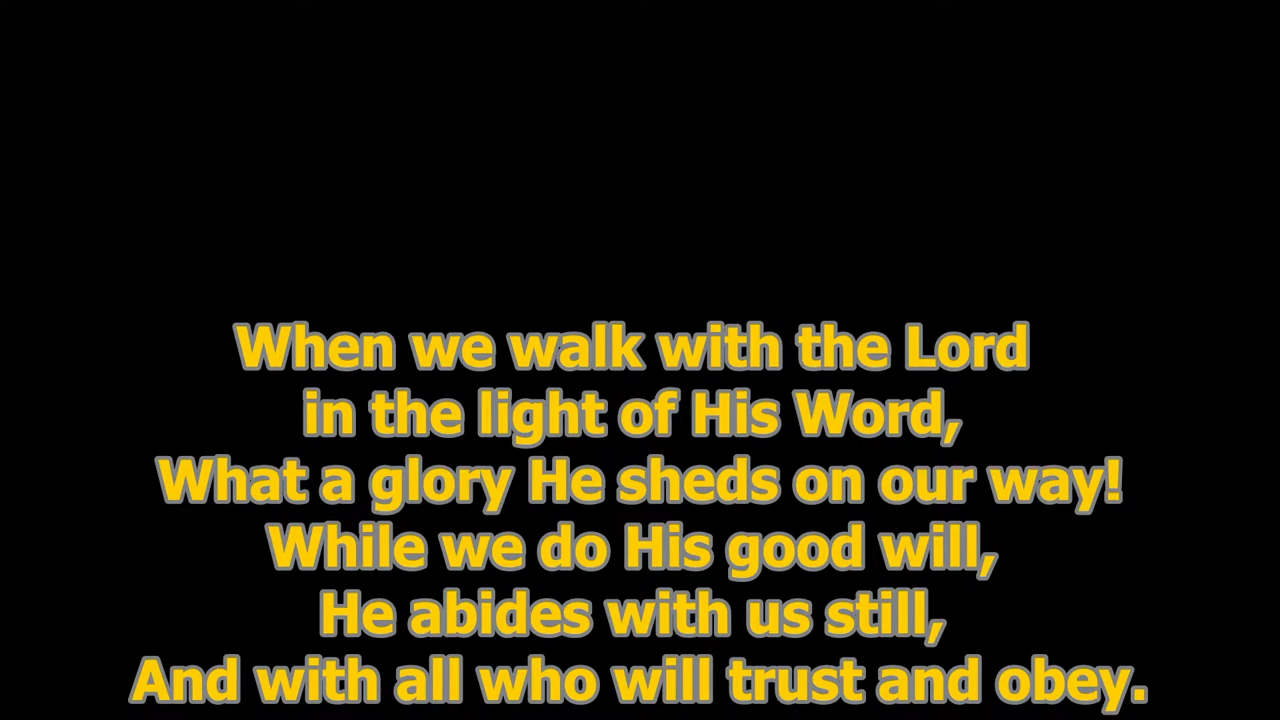 When we walk with the Lord
in the light of His Word,
What a glory He sheds on our way!
While we do His good will,
He abides with us still,
And with all who will trust and obey.